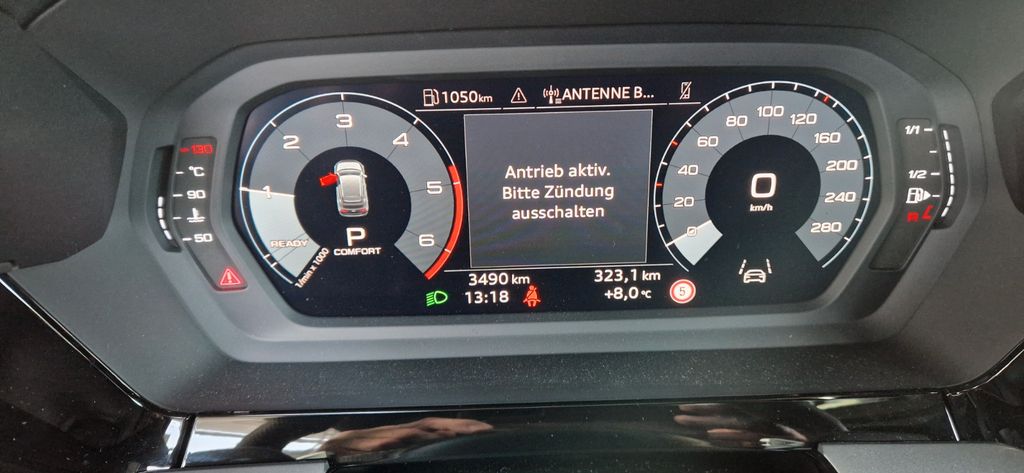 1050km
ANTENNE B...
130
°C
90
50
1
2
3
4
5
6
READY
1/min x 1000
P
COMFORT
Antrieb aktiv.
Bitte Zündung
ausschalten
0
20
40
60
80
100
120
160
200
240
280
0
km/h
1/1
1/2
R
3490 km
323,1 km
13:18
+8,0 °C
5